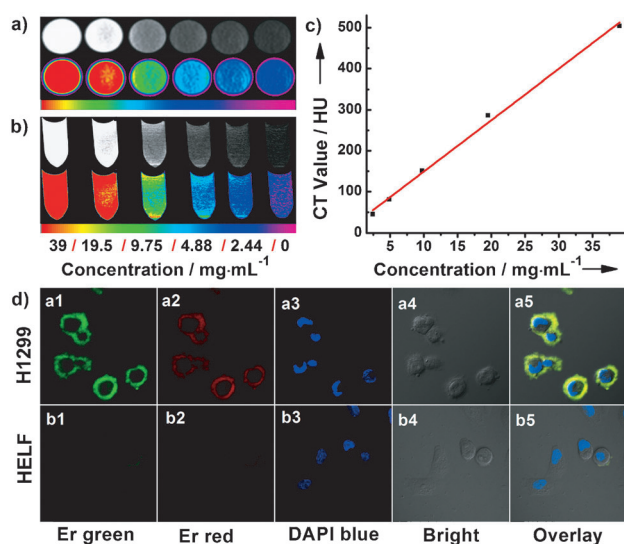 a)
b)
39 / 19.5 / 9.75 / 4.88 / 2.44 / 0
Concentration / mg·mL⁻¹
c)
CT Value / HU
500
400
300
200
100
0
5 10 15 20 25 30 35 40
Concentration / mg·mL⁻¹
d)
H1299
a1 a2 a3 a4 a5
HELF
b1 b2 b3 b4 b5
Er green Er red DAPI blue Bright Overlay